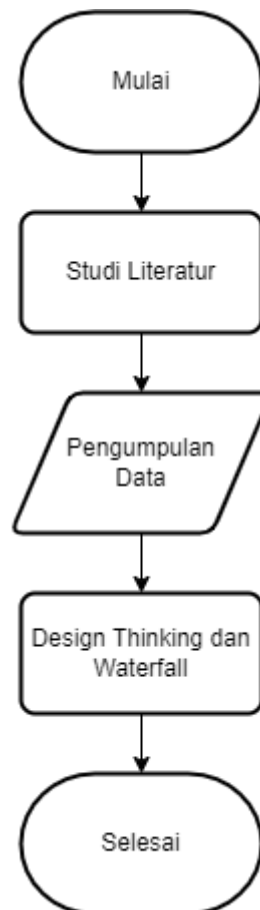 Mulai
Studi Literatur
Pengumpulan
Data
Design Thinking dan
Waterfall
Selesai